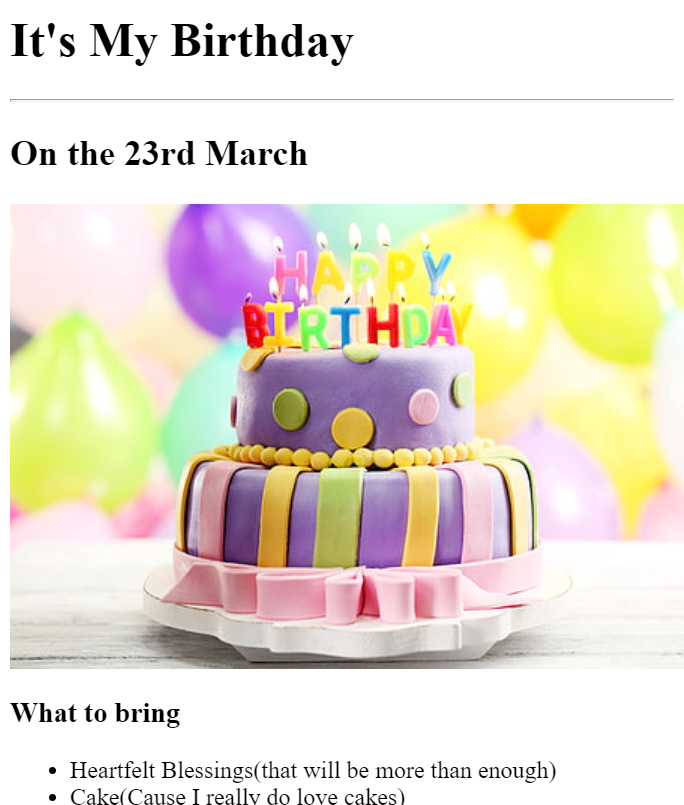 It's My Birthday
On the 23rd March
HAPPY
BIRTHDAY
What to bring
Heartfelt Blessings(that will be more than enough)
Cake(Cause I really do love cakes)